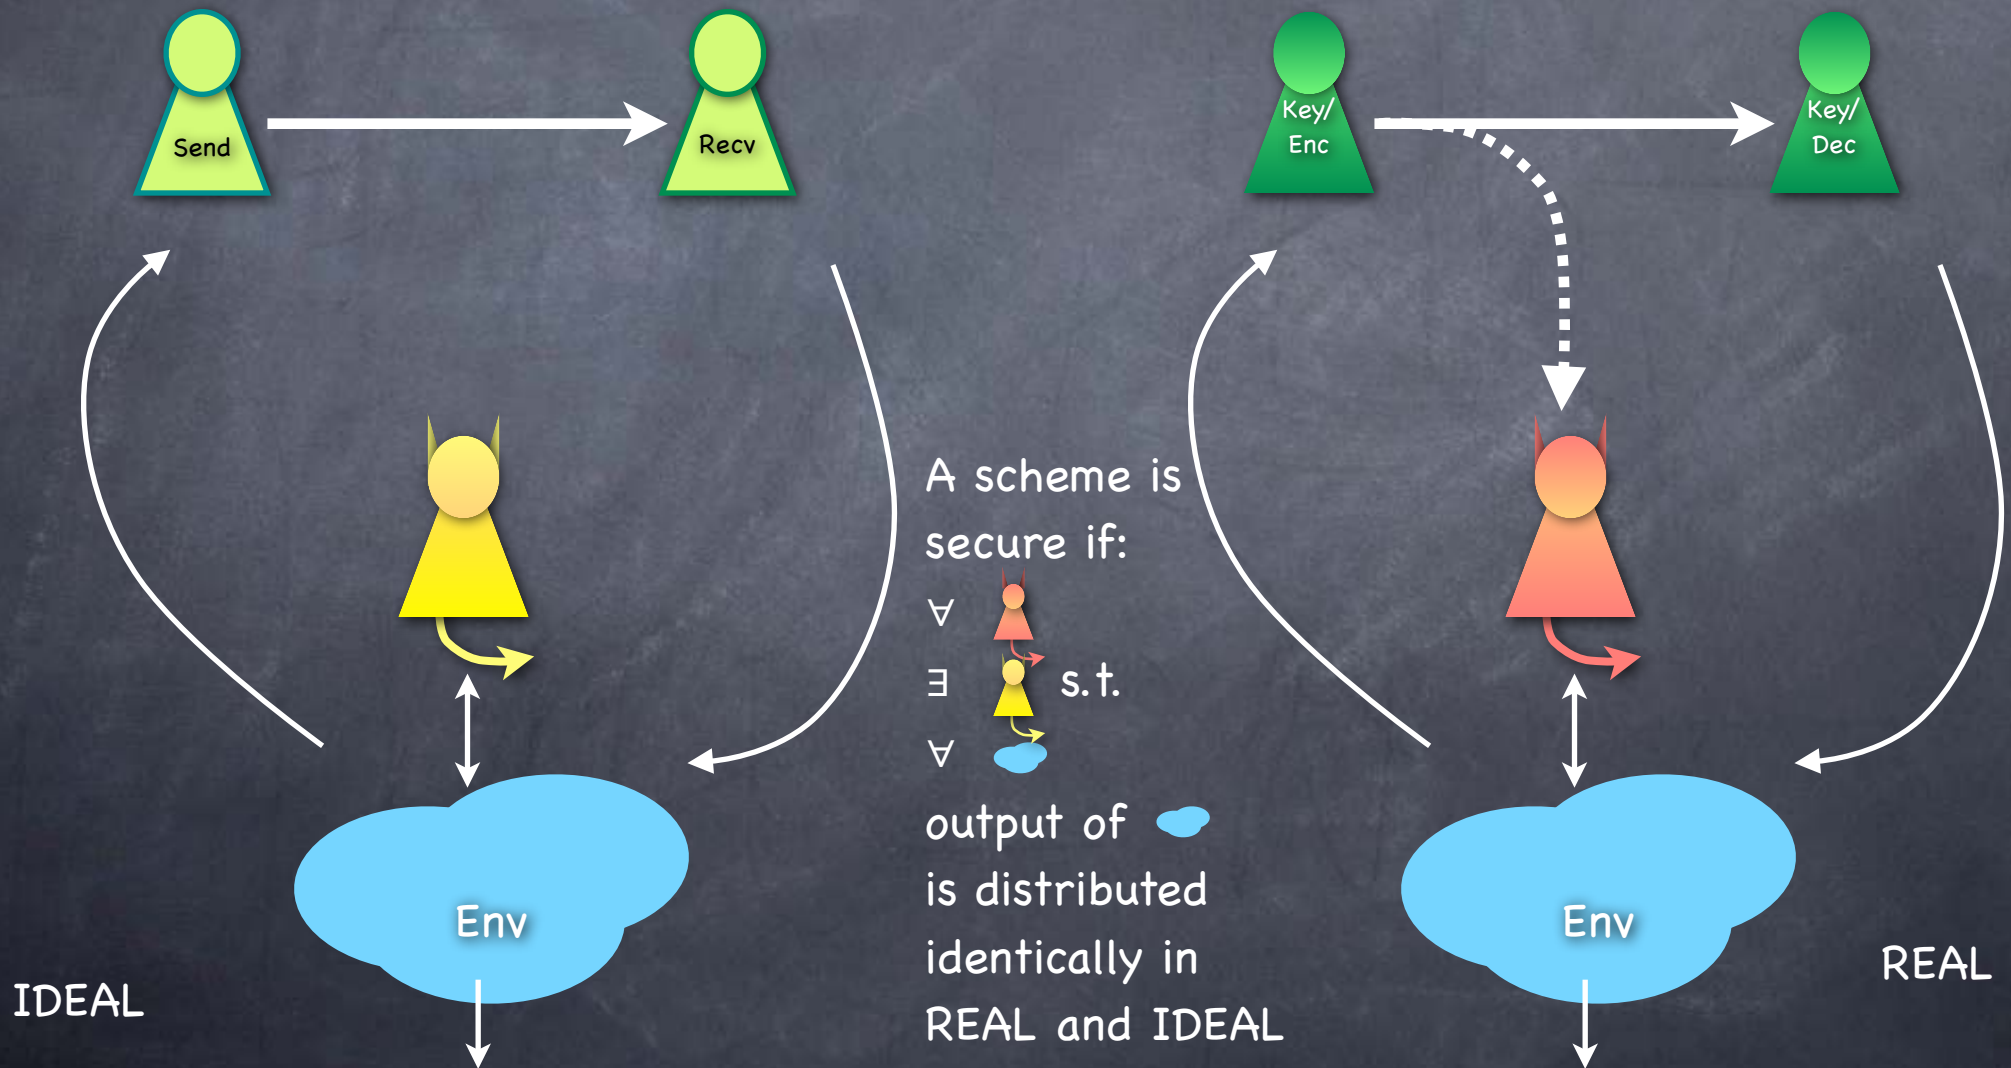 Send
Recv
Key/
Enc
Key/
Dec
A scheme is
secure if:
∀
∃ s.t.
∀
output of
is distributed
identically in
REAL and IDEAL
Env
Env
IDEAL
REAL